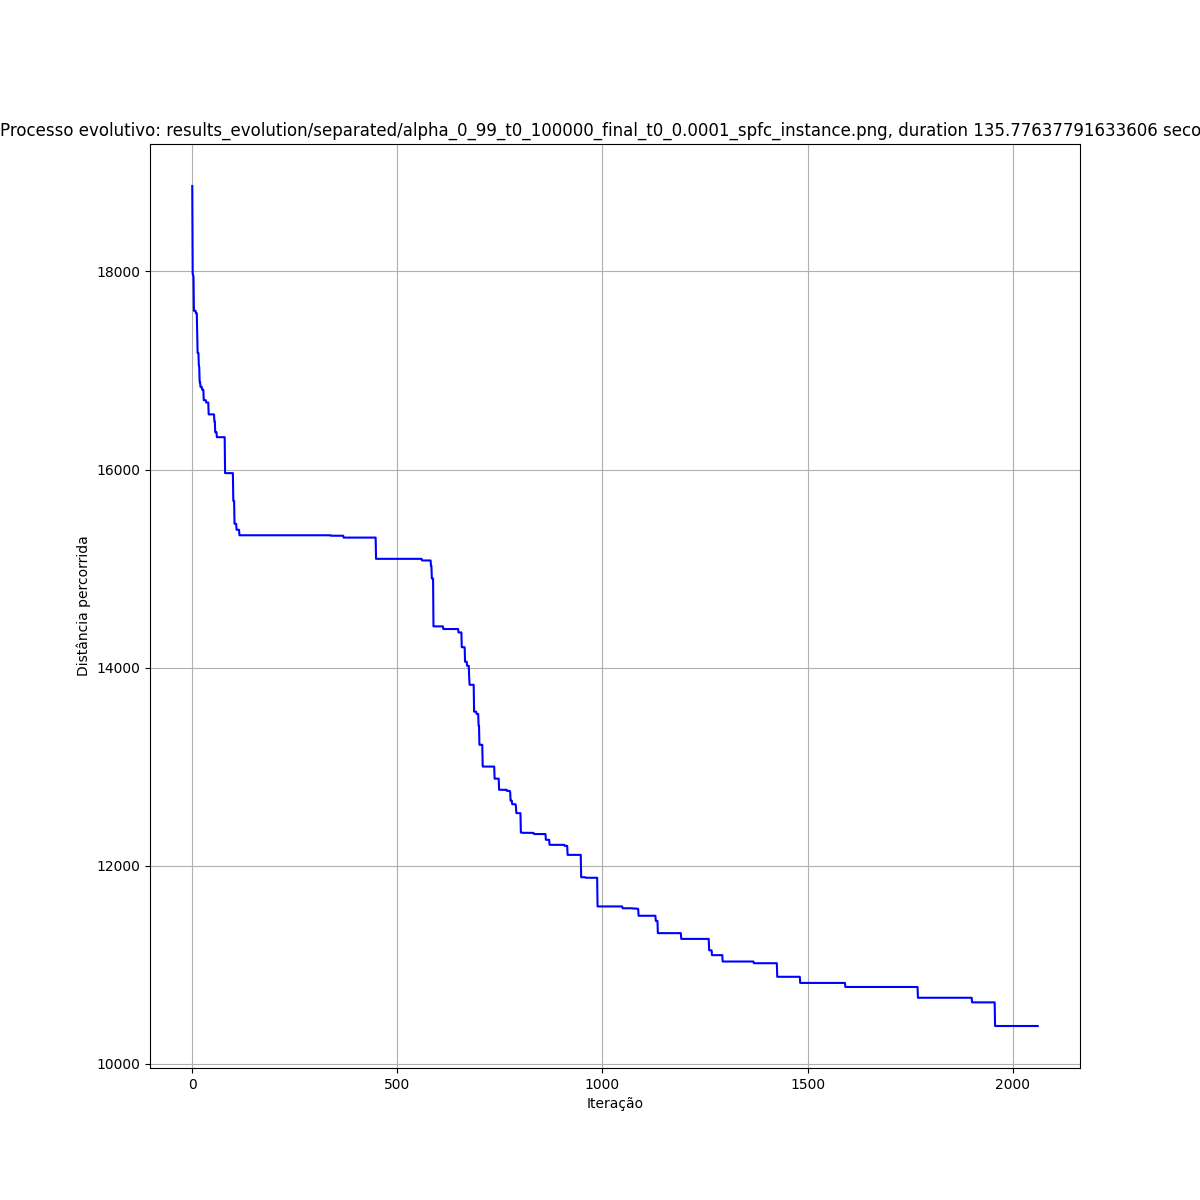 Processo evolutivo: results_evolution/separated/alpha_0_99_t0_100000_final_t0_0.0001_spfc_instance.png, duration 135.77637791633606 seco
18000
16000
14000
12000
10000
Distância percorrida
0 500 1000 1500 2000
Iteração